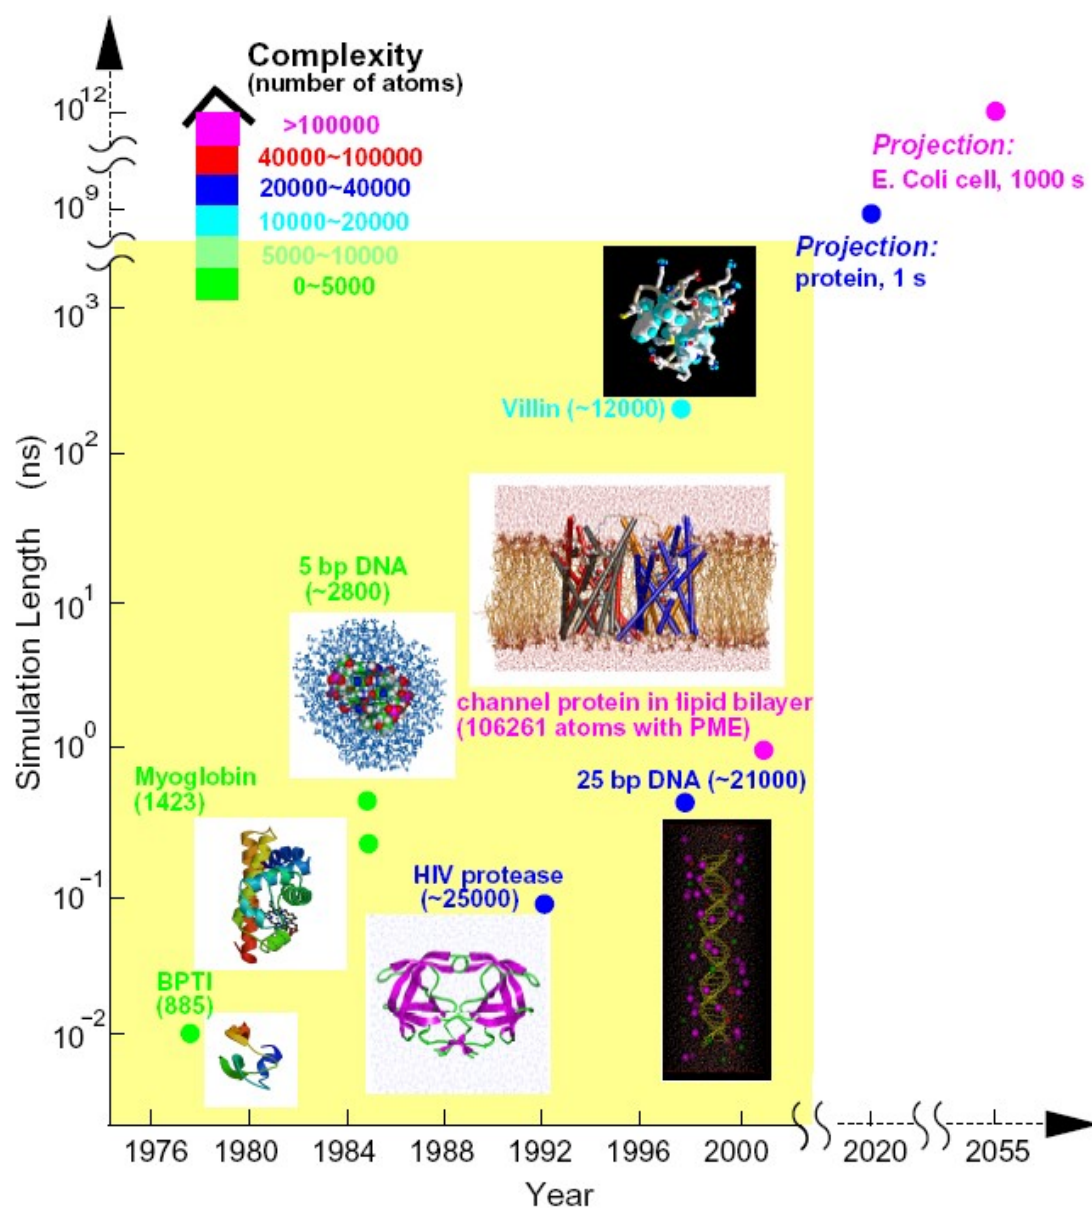 Complexity
(number of atoms)
>100000
40000~100000
20000~40000
10000~20000
5000~10000
0~5000
10^12
10^9
10^3
10^2
10^1
10^0
10^-1
10^-2
Simulation Length (ns)
Projection:
E. Coli cell, 1000 s
Projection:
protein, 1 s
Villin (~12000)
5 bp DNA
(~2800)
channel protein in lipid bilayer
(106261 atoms with PME)
Myoglobin
(1423)
25 bp DNA (~21000)
HIV protease
(~25000)
BPTI
(885)
1976 1980 1984 1988 1992 1996 2000 2020 2055
Year